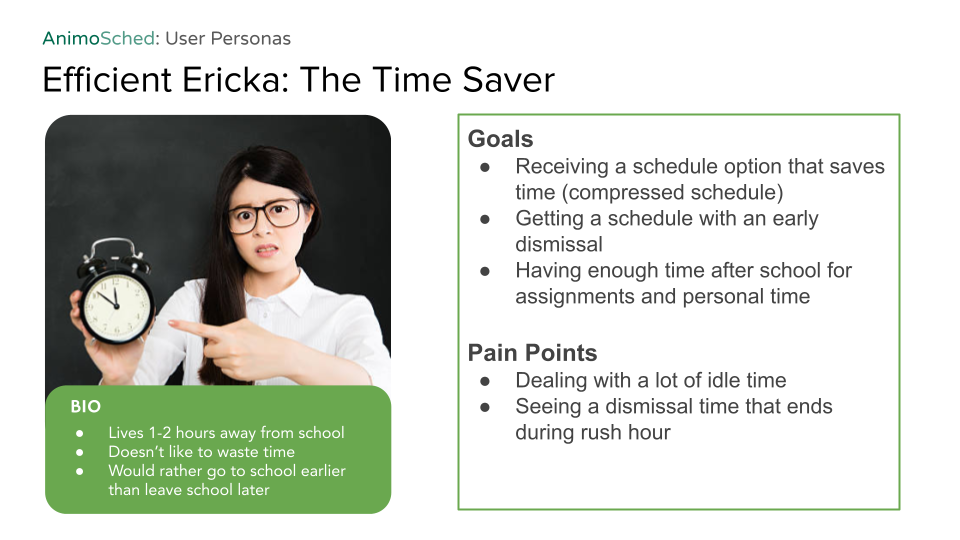 AnimoSched: User Personas
Efficient Ericka: The Time Saver
BIO
● Lives 1-2 hours away from school
● Doesn’t like to waste time
● Would rather go to school earlier
than leave school later
Goals
● Receiving a schedule option that saves
time (compressed schedule)
● Getting a schedule with an early
dismissal
● Having enough time after school for
assignments and personal time
Pain Points
● Dealing with a lot of idle time
● Seeing a dismissal time that ends
during rush hour